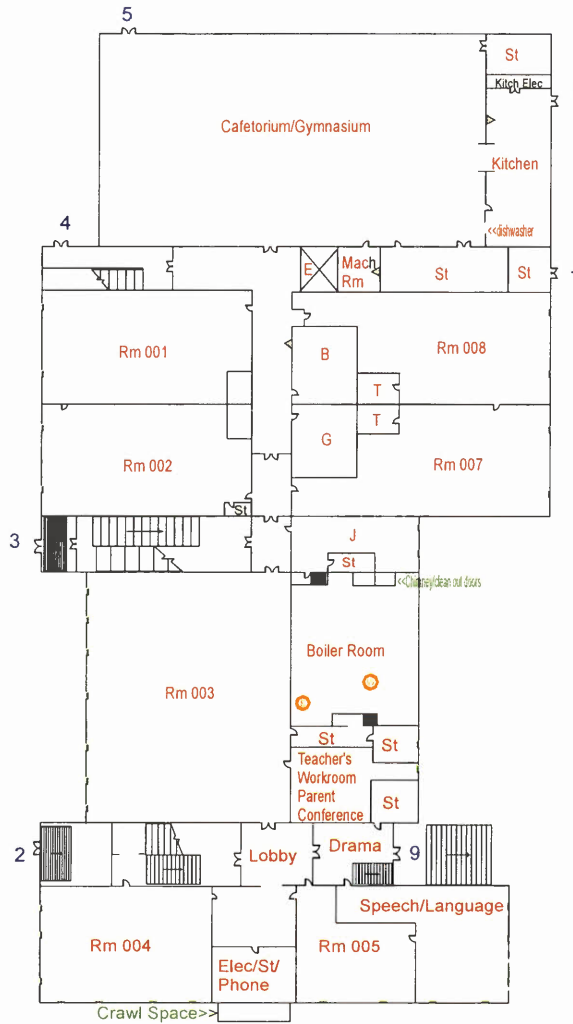 5
St
Kitch Elec
Cafetorium/Gymnasium
Kitchen
<<dishwasher
4
E
Mach
Rm
St
St
Rm 001
B
Rm 008
T
T
G
Rm 002
Rm 007
St
3
J
St
<<Chimney/clean out doors
Boiler Room
Rm 003
St
St
Teacher's
Workroom
Parent
Conference
St
2
Lobby
Drama
9
Speech/Language
Rm 004
Rm 005
Elec/St/
Phone
Crawl Space>>